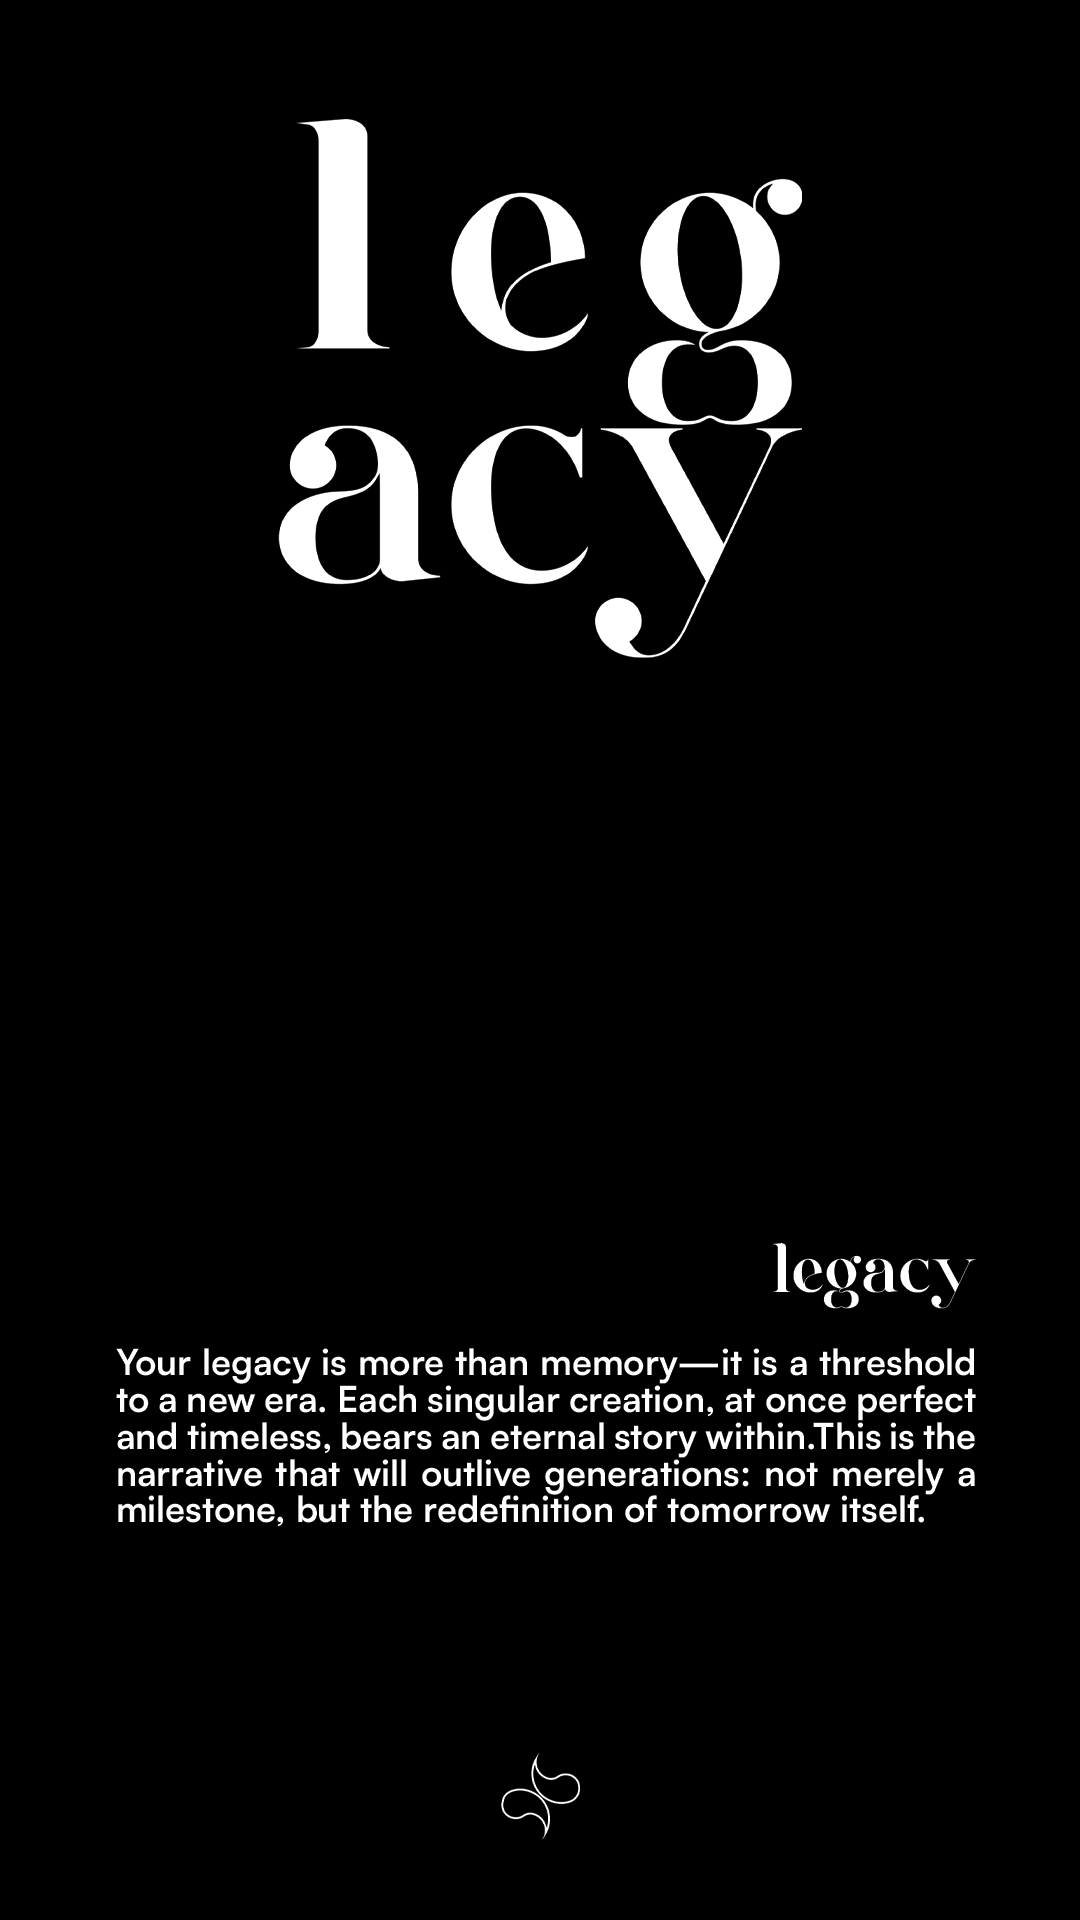 leg
acy
legacy
Your legacy is more than memory—it is a threshold
to a new era. Each singular creation, at once perfect
and timeless, bears an eternal story within.This is the
narrative that will outlive generations: not merely a
milestone, but the redefinition of tomorrow itself.